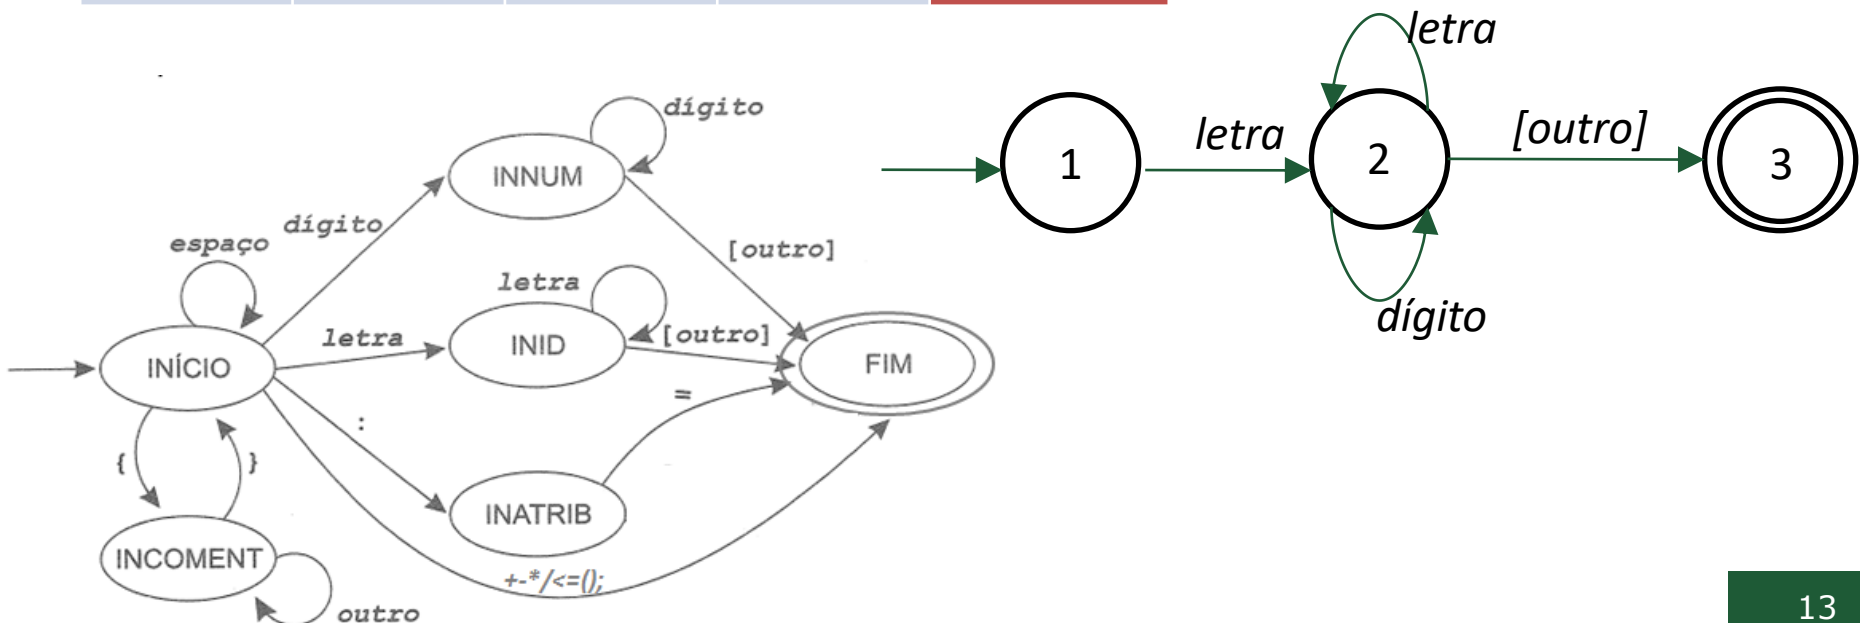 dígito
INNUM
dígito
espaço
[outro]
letra
INÍCIO
letra
INID
[outro]
FIM
:
=
{
}
INATRIB
INCOMENT
+-*/<=();
outro
letra
1
letra
2
[outro]
3
dígito
13